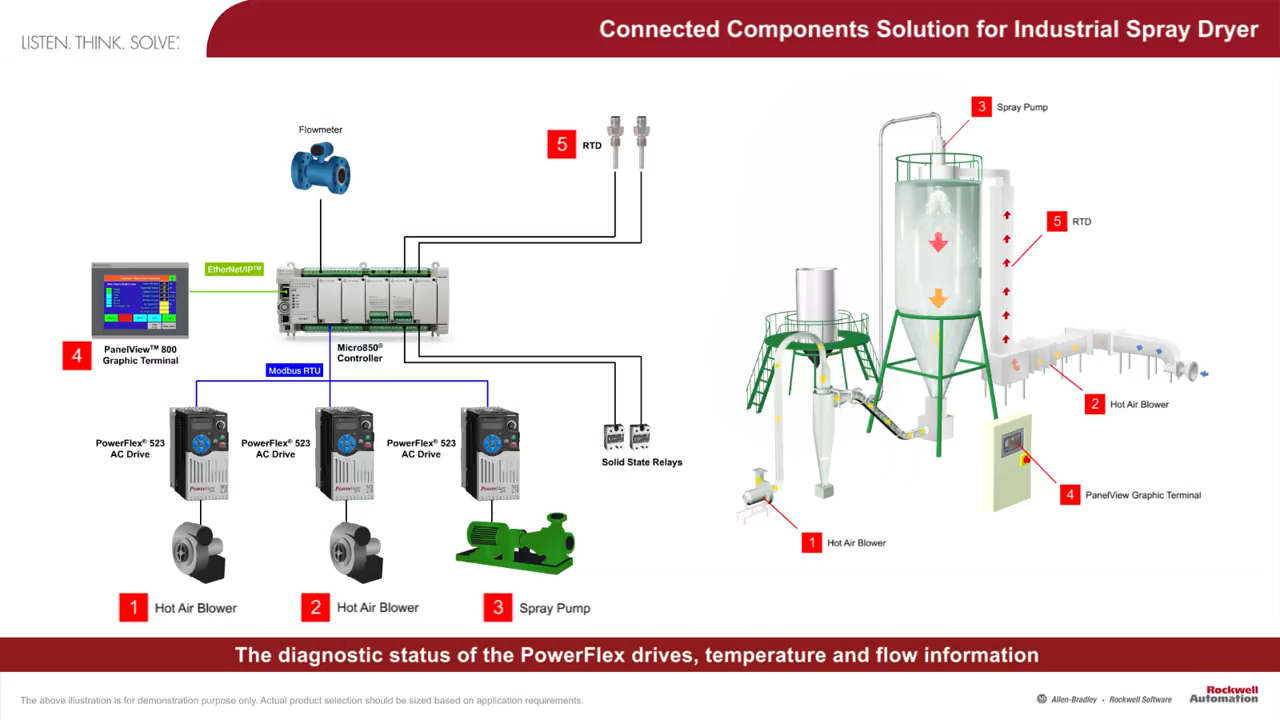 LISTEN. THINK. SOLVE.®
Connected Components Solution for Industrial Spray Dryer
Flowmeter
5 RTD
EtherNet/IP™
4 PanelView™ 800
Graphic Terminal
Micro850®
Controller
Modbus RTU
PowerFlex® 523
AC Drive
PowerFlex® 523
AC Drive
PowerFlex® 523
AC Drive
Solid State Relays
1 Hot Air Blower
2 Hot Air Blower
3 Spray Pump
3 Spray Pump
5 RTD
2 Hot Air Blower
4 PanelView Graphic Terminal
1 Hot Air Blower
The diagnostic status of the PowerFlex drives, temperature and flow information
The above illustration is for demonstration purpose only. Actual product selection should be sized based on application requirements.
Allen-Bradley • Rockwell Software
Rockwell
Automation